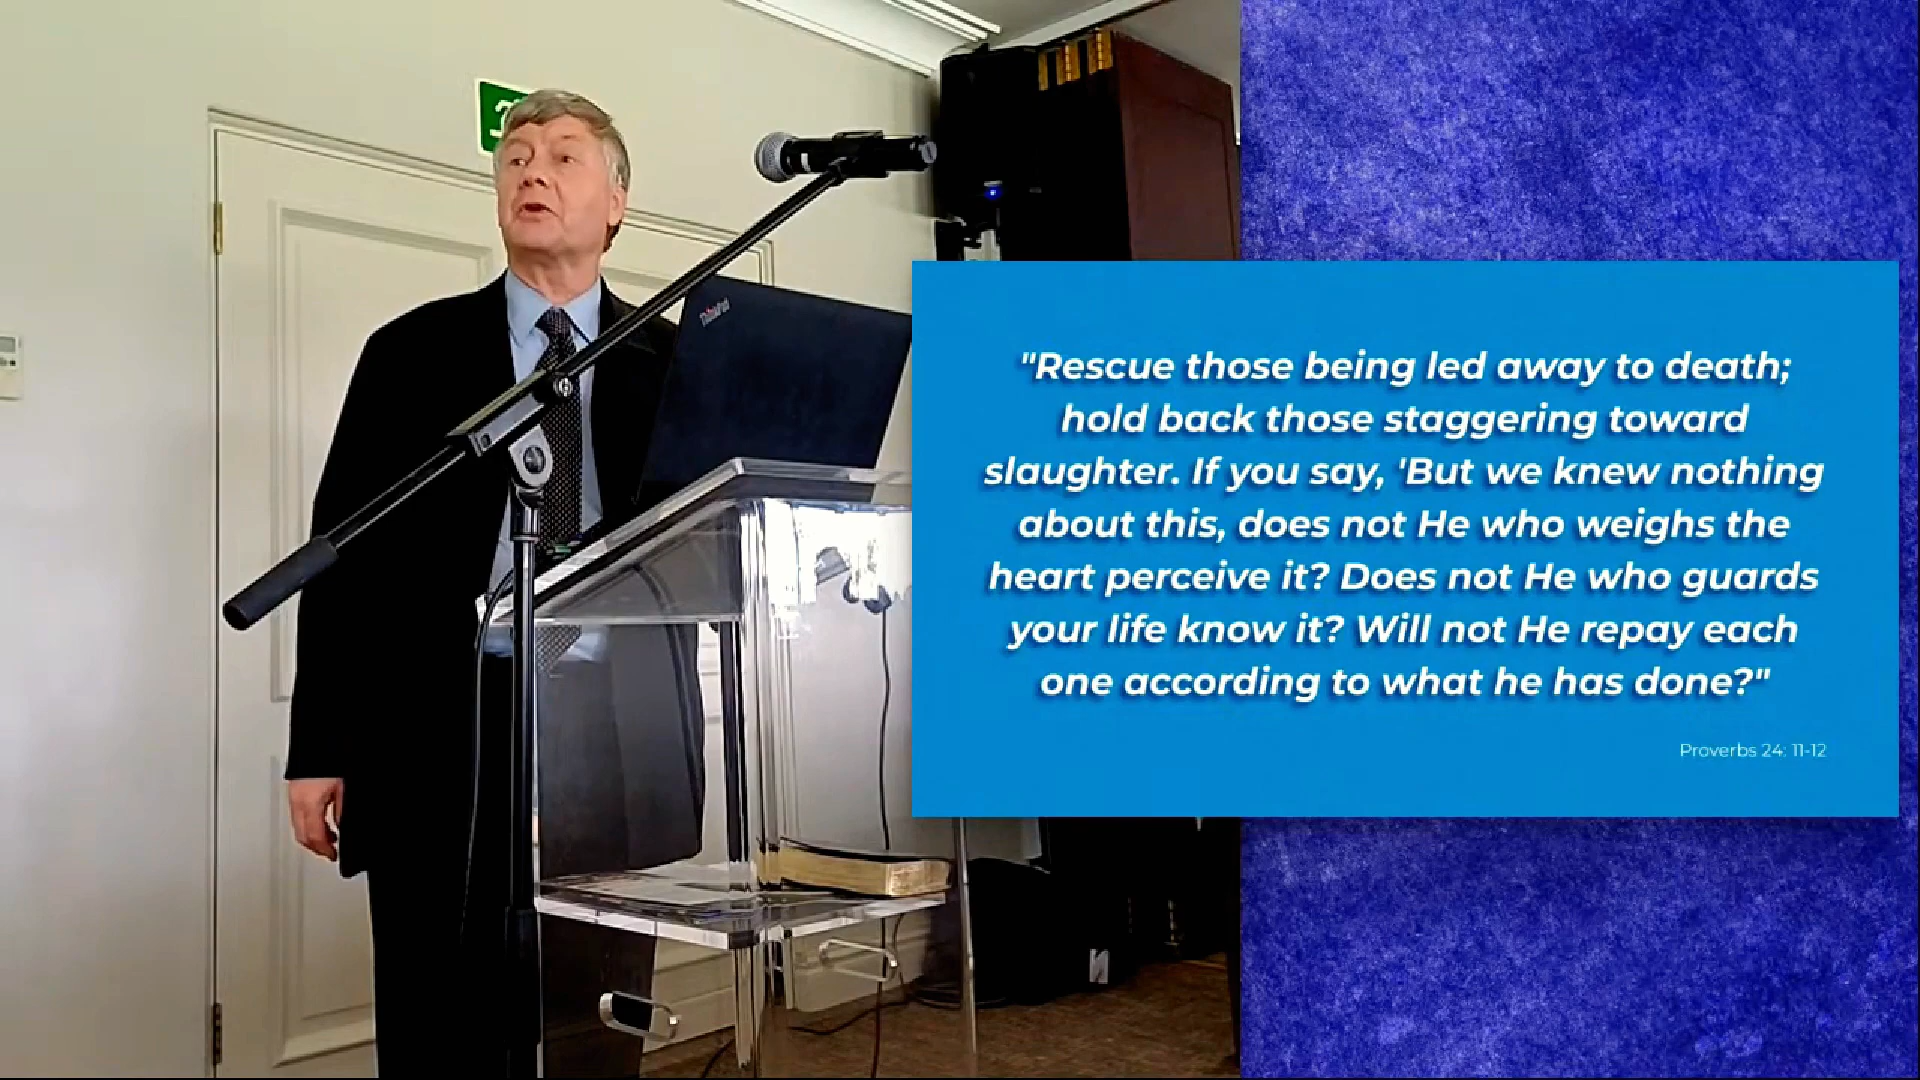 ThinkPad
"Rescue those being led away to death;
hold back those staggering toward
slaughter. If you say, 'But we knew nothing
about this, does not He who weighs the
heart perceive it? Does not He who guards
your life know it? Will not He repay each
one according to what he has done?"
Proverbs 24: 11-12